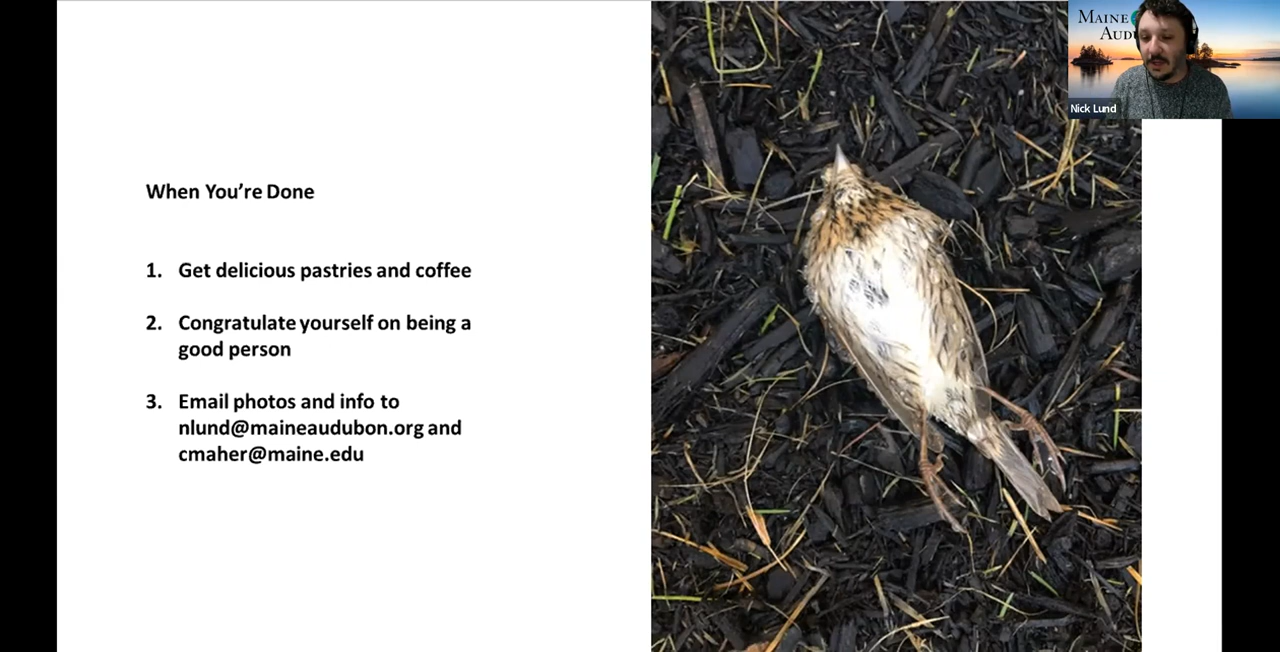 When You're Done
1. Get delicious pastries and coffee
2. Congratulate yourself on being a
good person
3. Email photos and info to
nlund@maineaudubon.org and
cmaher@maine.edu
MAINE
Nick Lund